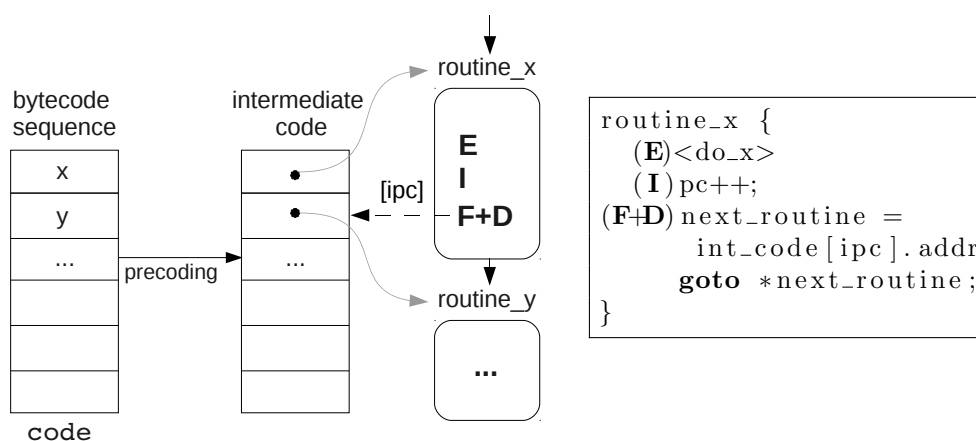 bytecode
sequence
x
y
...
code
precoding
intermediate
code
...
[ipc]
routine_x
E
I
F+D
routine_y
...
routine_x {
(E)<do_x>
(I)pc++;
(F+D) next_routine =
int_code[ipc].addr
goto *next_routine;
}